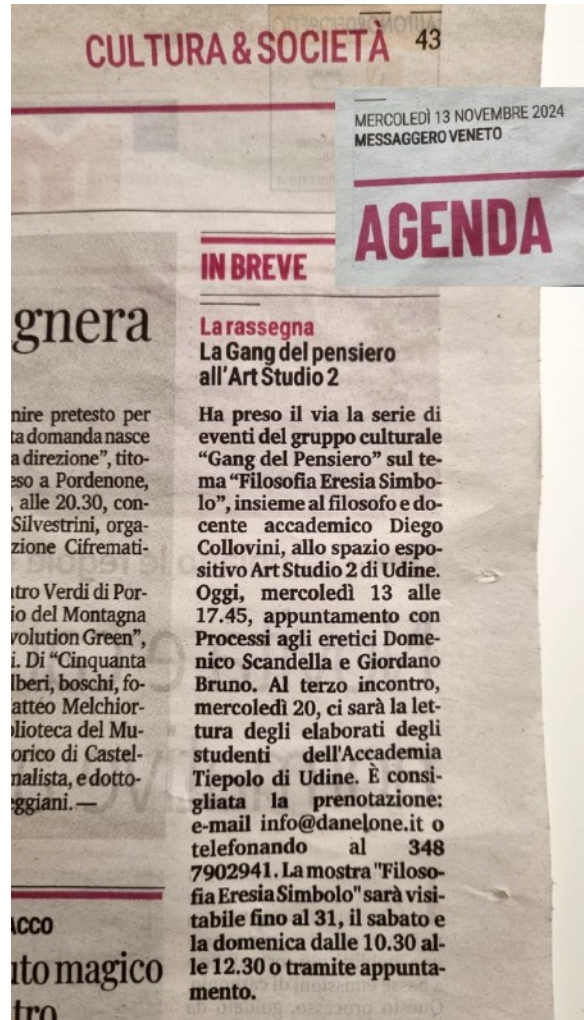 CULTURA & SOCIETÀ 43
MERCOLEDÌ 13 NOVEMBRE 2024
MESSAGGERO VENETO
AGENDA
gnera
nire pretesto per
ta domanda nasce
a direzione”, tito-
eso a Pordenone,
, alle 20.30, con-
Silvestrini, orga-
zione Cifremati-
tro Verdi di Por-
io del Montagna
volution Green”,
i. Di “Cinquanta
lberi, boschi, fo-
atteo Melchior-
blioteca del Mu-
orico di Castel-
nalista, e dotto-
ggiani.—
ACCO
uto magico
tro
IN BREVE
La rassegna
La Gang del pensiero
all'Art Studio 2
Ha preso il via la serie di
eventi del gruppo culturale
“Gang del Pensiero” sul te-
ma “Filosofia Eresia Simbo-
lo”, insieme al filosofo e do-
cente accademico Diego
Collovini, allo spazio espo-
sitivo Art Studio 2 di Udine.
Oggi, mercoledì 13 alle
17.45, appuntamento con
Processi agli eretici Dome-
nico Scandella e Giordano
Bruno. Al terzo incontro,
mercoledì 20, ci sarà la let-
tura degli elaborati degli
studenti dell'Accademia
Tiepolo di Udine. È consi-
gliata la prenotazione:
e-mail info@danelone.it o
telefonando al 348
7902941. La mostra "Filoso-
fia Eresia Simbolo" sarà visi-
tabile fino al 31, il sabato e
la domenica dalle 10.30 al-
le 12.30 o tramite appunta-
mento.